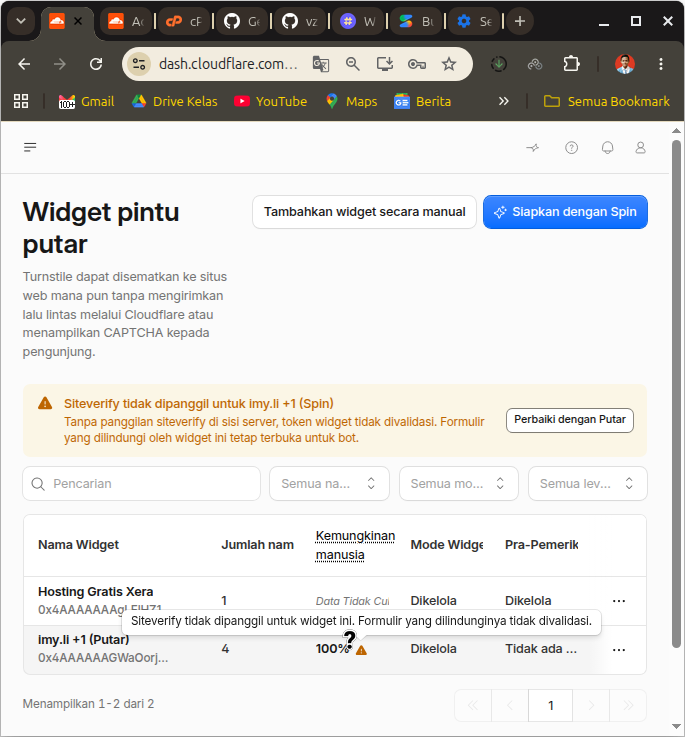 Ac
cP
Ge
vz
W
Bu
Se
dash.cloudflare.com...
Gmail
Drive Kelas
YouTube
Maps
Berita
Semua Bookmark
Widget pintu
putar
Tambahkan widget secara manual
Siapkan dengan Spin
Turnstile dapat disematkan ke situs
web mana pun tanpa mengirimkan
lalu lintas melalui Cloudflare atau
menampilkan CAPTCHA kepada
pengunjung.
Siteverify tidak dipanggil untuk imy.li +1 (Spin)
Tanpa panggilan siteverify di sisi server, token widget tidak divalidasi. Formulir
yang dilindungi oleh widget ini tetap terbuka untuk bot.
Perbaiki dengan Putar
Pencarian
Semua na...
Semua mo...
Semua lev...
Nama Widget
Jumlah nam
Kemungkinan
manusia
Mode Widge
Pra-Pemerik
Hosting Gratis Xera
1
Data Tidak Cu
Dikelola
Dikelola
...
Siteverify tidak dipanggil untuk widget ini. Formulir yang dilindunginya tidak divalidasi.
imy.li +1 (Putar)
4
100%
Dikelola
Tidak ada ...
...
0x4AAAAAAGWaOorj...
Menampilkan 1-2 dari 2
1